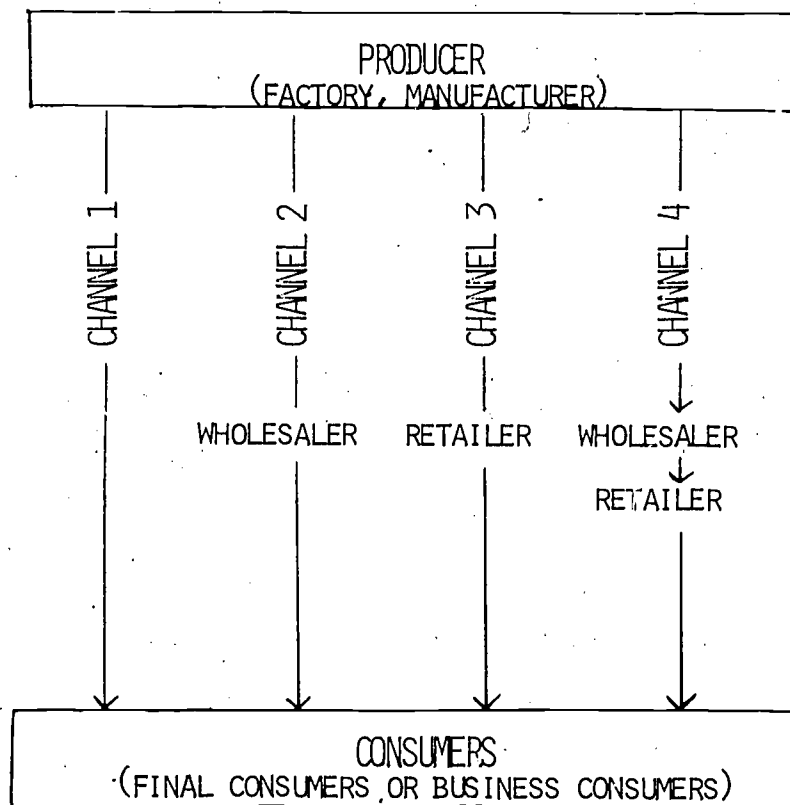 PRODUCER
(FACTORY, MANUFACTURER)
CHANNEL 1
CHANNEL 2
CHANNEL 3
CHANNEL 4
WHOLESALER RETAILER WHOLESALER
RETAILER
CONSUMERS
(FINAL CONSUMERS OR BUSINESS CONSUMERS)